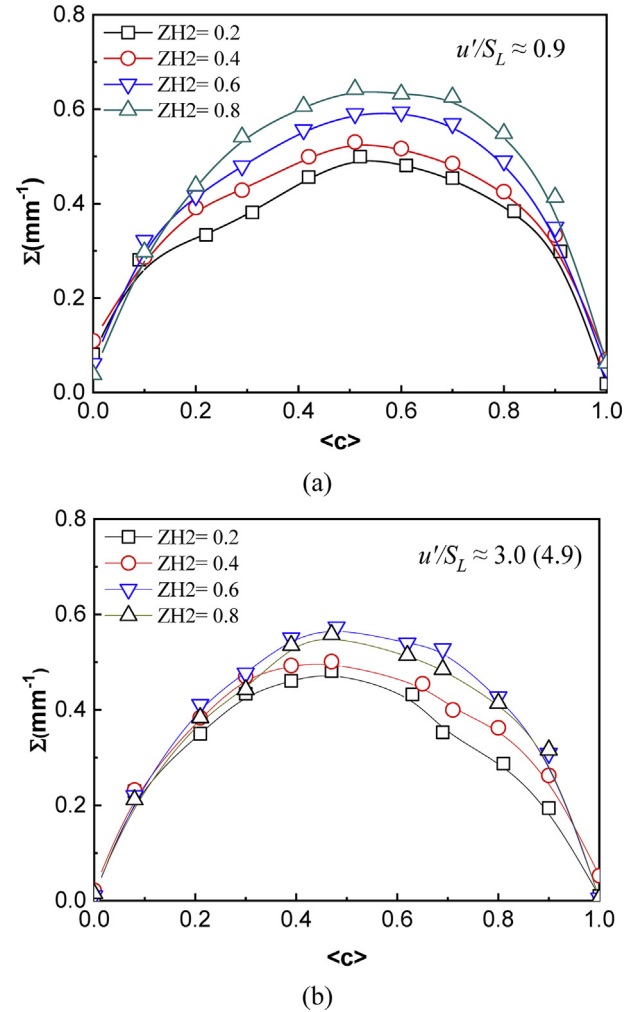 0.8
ZH2= 0.2
ZH2= 0.4
ZH2= 0.6
ZH2= 0.8
u'/S_L ≈ 0.9
0.6
0.4
0.2
0.0
Σ(mm⁻¹)
0.0 0.2 0.4 0.6 0.8 1.0
<c>
(a)
0.8
ZH2= 0.2
ZH2= 0.4
ZH2= 0.6
ZH2= 0.8
u'/S_L ≈ 3.0 (4.9)
0.6
0.4
0.2
0.0
Σ(mm⁻¹)
0.0 0.2 0.4 0.6 0.8 1.0
<c>
(b)